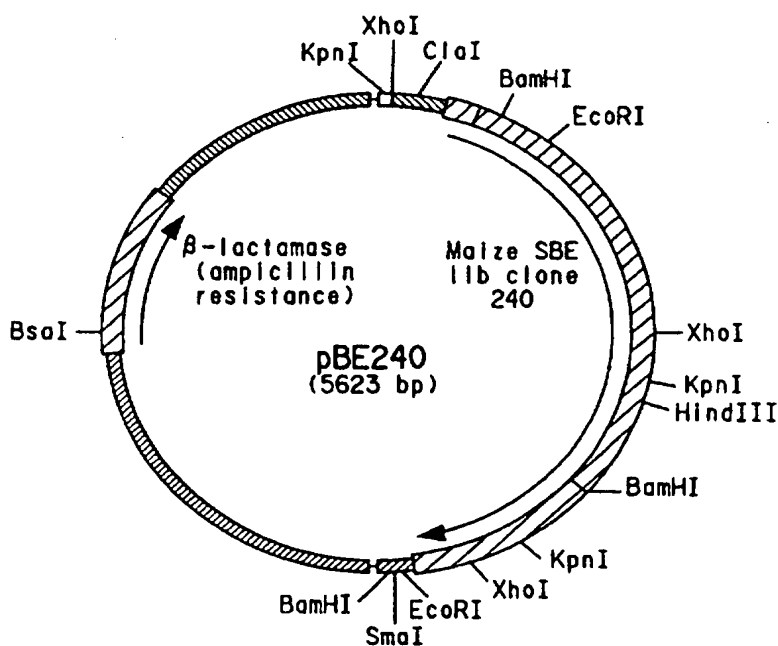 XhoI
KpnI
ClaI
BamHI
EcoRI
β-lactamase
(ampicillin
resistance)
Maize SBE
IIb clone
240
BsaI
XhoI
pBE240
(5623 bp)
KpnI
HindIII
BamHI
KpnI
XhoI
BamHI
EcoRI
SmaI